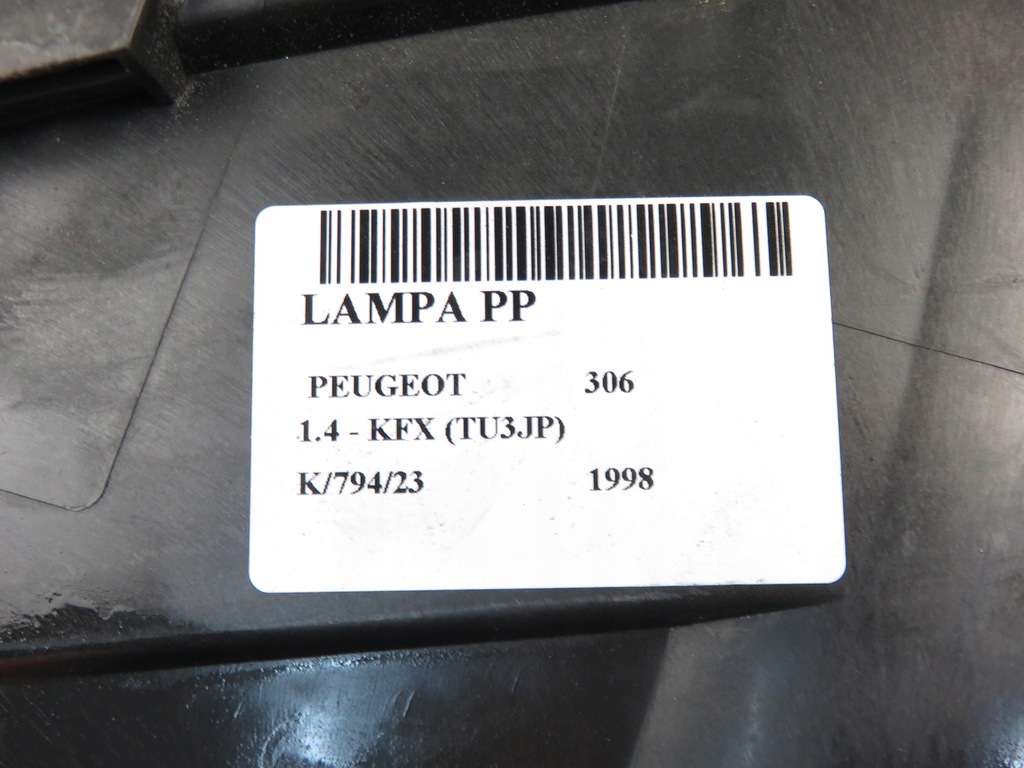 LAMPA PP
PEUGEOT 306
1.4 - KFX (TU3JP)
K/794/23 1998